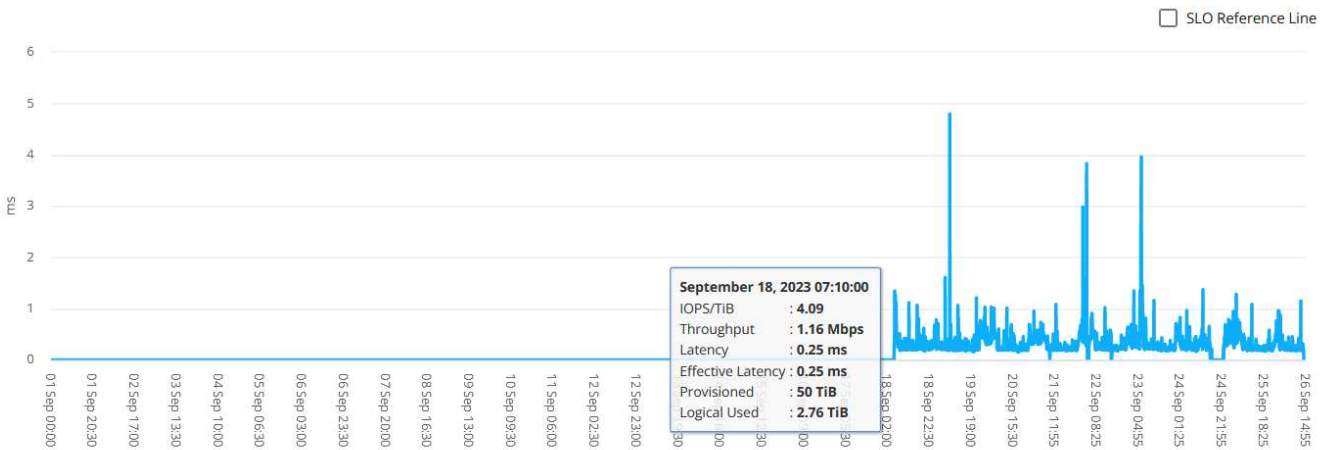 SLO Reference Line
6
5
4
3
2
1
0
ms
September 18, 2023 07:10:00
IOPS/TiB : 4.09
Throughput : 1.16 Mbps
Latency : 0.25 ms
Effective Latency : 0.25 ms
Provisioned : 50 TiB
Logical Used : 2.76 TiB
01 Sep 00:00
01 Sep 20:30
02 Sep 17:00
03 Sep 13:30
04 Sep 10:00
05 Sep 06:30
06 Sep 03:00
06 Sep 23:30
07 Sep 20:00
08 Sep 16:30
09 Sep 13:00
10 Sep 09:30
11 Sep 06:00
12 Sep 02:30
12 Sep 23:00
18 Sep 02:00
18 Sep 22:30
19 Sep 19:00
20 Sep 15:30
21 Sep 11:55
22 Sep 08:25
23 Sep 04:55
24 Sep 01:25
24 Sep 21:55
25 Sep 18:25
26 Sep 14:55